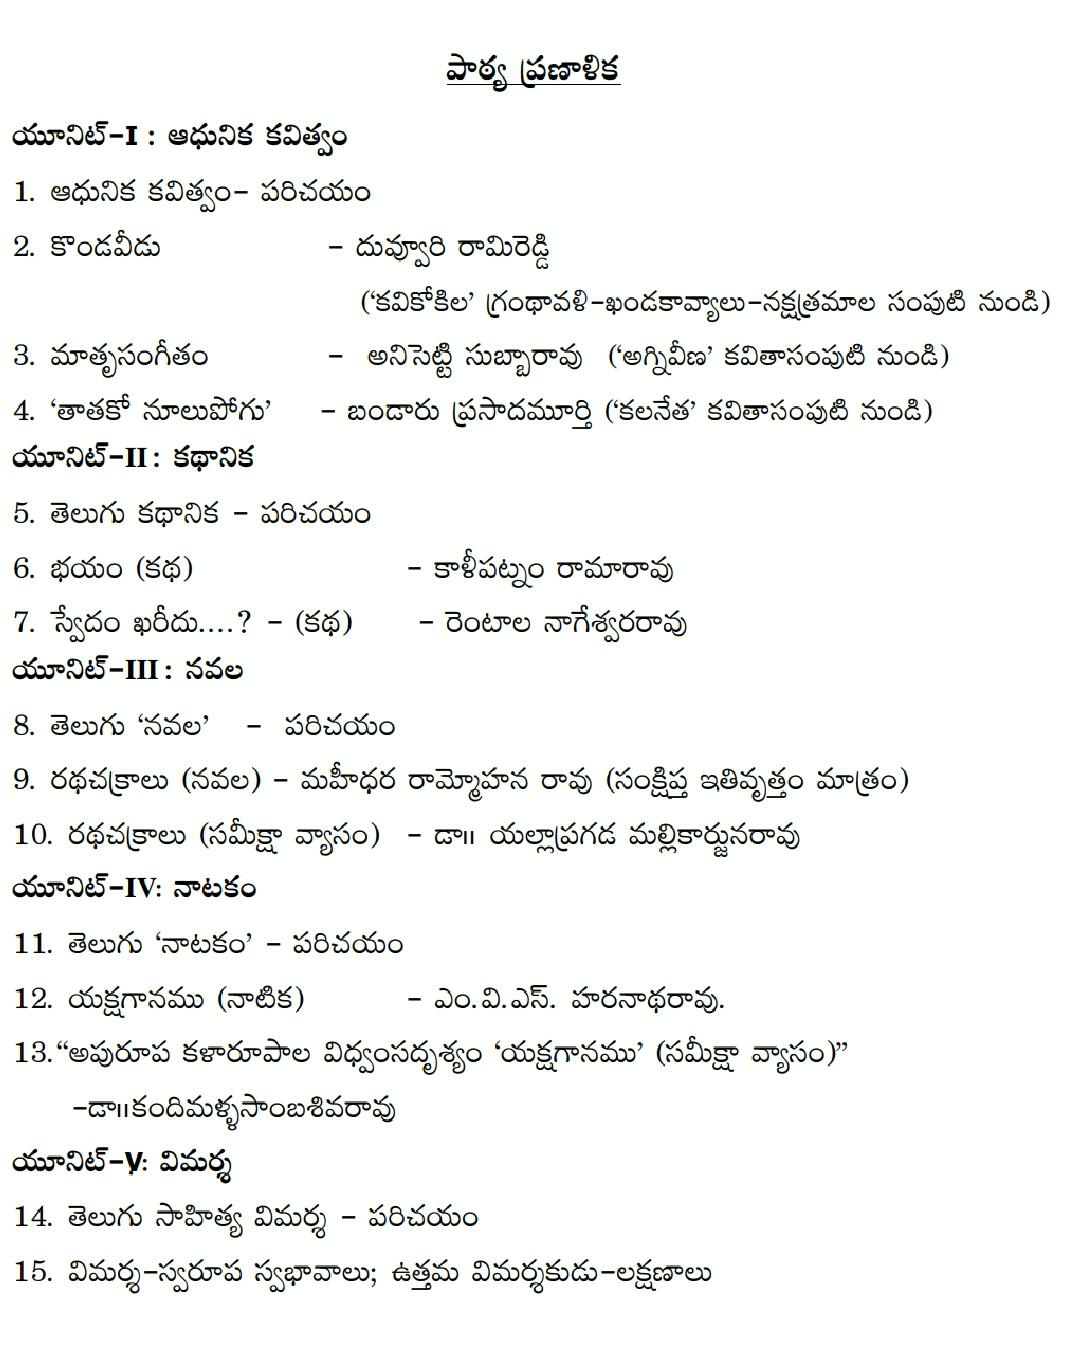 పాఠ్య ప్రణాళిక
యూనిట్-I : ఆధునిక కవిత్వం
1. ఆధునిక కవిత్వం- పరిచయం
2. కొండవీడు - దువ్వూరి రామిరెడ్డి
('కవికోకిల' గ్రంథావళి-ఖండకావ్యాలు-నక్షత్రమాల సంపుటి నుండి)
3. మాతృసంగీతం - అనిసెట్టి సుబ్బారావు ('అగ్నివీణ' కవితాసంపుటి నుండి)
4. 'తాతకో నూలుపోగు' - బండారు ప్రసాదమూర్తి ('కలనేత' కవితాసంపుటి నుండి)
యూనిట్-II : కథానిక
5. తెలుగు కథానిక - పరిచయం
6. భయం (కథ) - కాళీపట్నం రామారావు
7. స్వేదం ఖరీదు....? - (కథ) - రెంటాల నాగేశ్వరరావు
యూనిట్-III : నవల
8. తెలుగు 'నవల' - పరిచయం
9. రథచక్రాలు (నవల) - మహీధర రామ్మోహన రావు (సంక్షిప్త ఇతివృత్తం మాత్రం)
10. రథచక్రాలు (సమీక్షా వ్యాసం) - డా॥ యల్లాప్రగడ మల్లికార్జునరావు
యూనిట్-IV: నాటకం
11. తెలుగు 'నాటకం' - పరిచయం
12. యక్షగానము (నాటిక) - ఎం.వి.ఎస్. హరనాథరావు.
13. "అపురూప కళారూపాల విధ్వంసదృశ్యం 'యక్షగానము' (సమీక్షా వ్యాసం)"
-డా॥కందిమళ్ళసాంబశివరావు
యూనిట్-V: విమర్శ
14. తెలుగు సాహిత్య విమర్శ - పరిచయం
15. విమర్శ-స్వరూప స్వభావాలు; ఉత్తమ విమర్శకుడు-లక్షణాలు